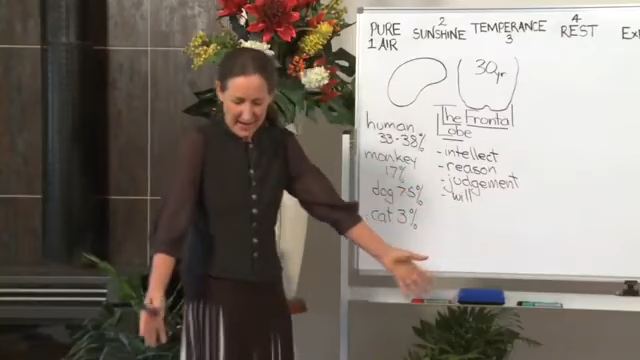 PURE
1 AIR
2
SUNSHINE
TEMPERANCE
3
4
REST
30yr
The Frontal
Lobe
human
33-38%
monkey
17%
dog 7%
cat 3%
-intellect
-reason
-judgement
-will